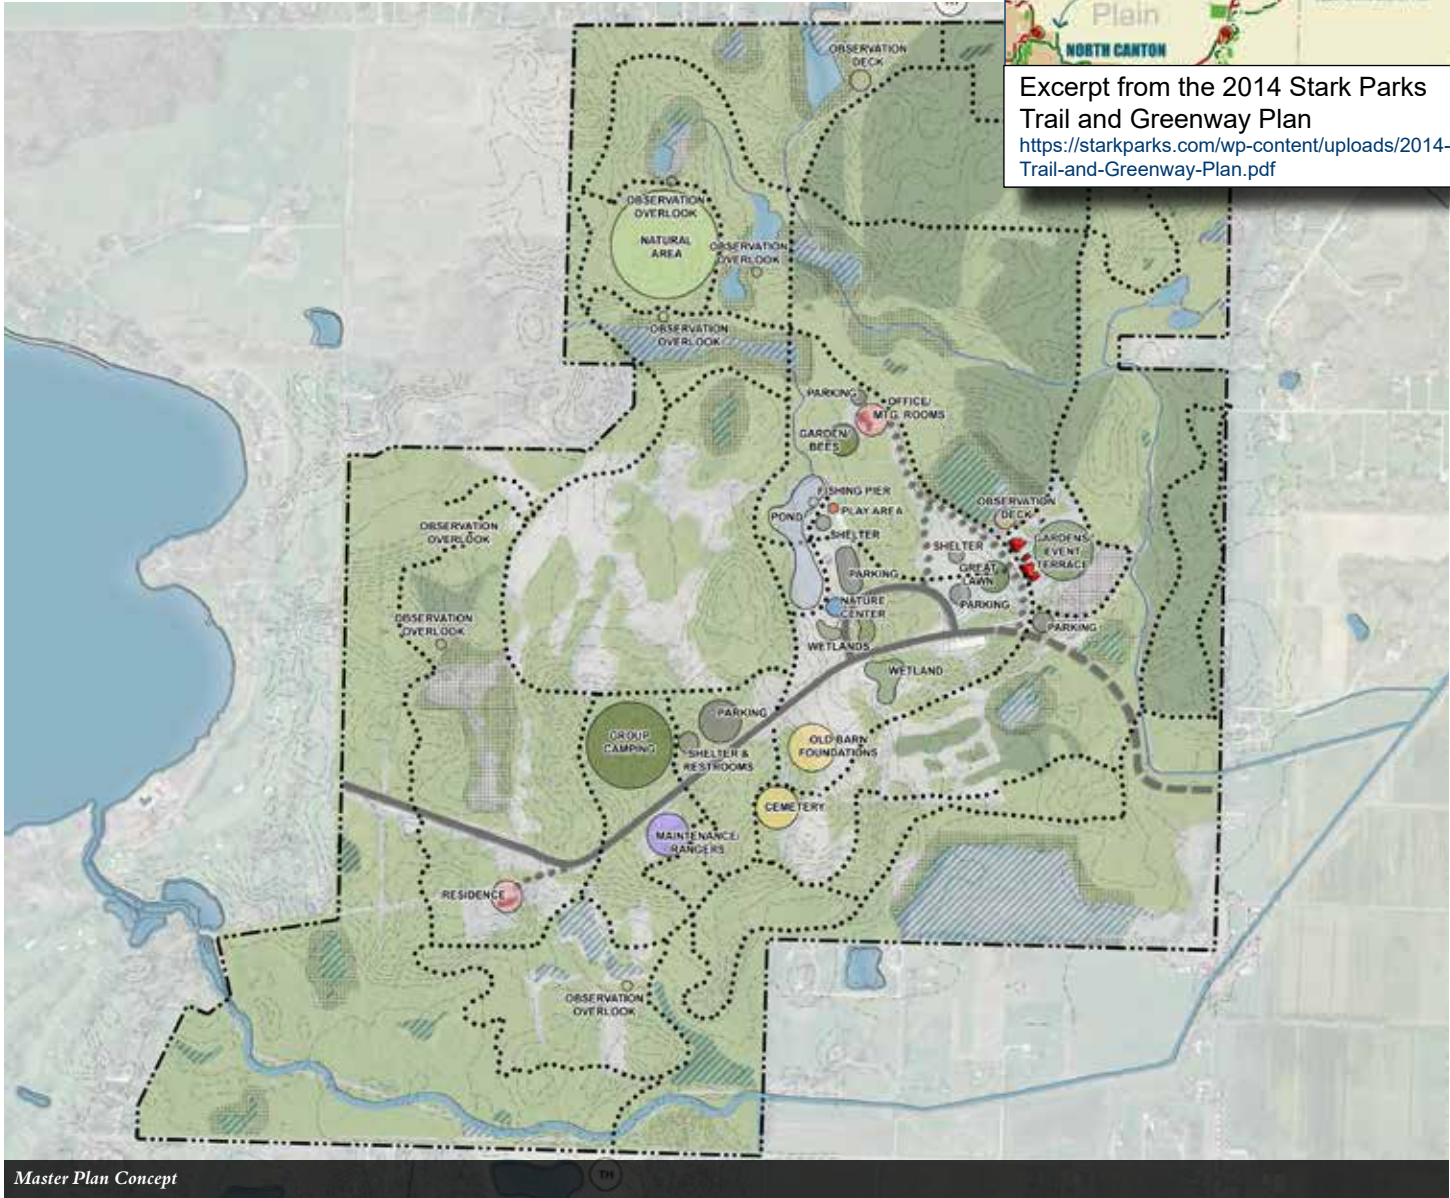 Plain
NORTH CANTON
Excerpt from the 2014 Stark Parks
Trail and Greenway Plan
https://starkparks.com/wp-content/uploads/2014-
Trail-and-Greenway-Plan.pdf
OBSERVATION
DECK
OBSERVATION
OVERLOOK
NATURAL
AREA
OBSERVATION
OVERLOOK
OBSERVATION
OVERLOOK
PARKING
OFFICE/
MTG. ROOMS
GARDEN/
BEES
FISHING PIER
POND
PLAY AREA
SHELTER
OBSERVATION
DECK
OBSERVATION
OVERLOOK
SHELTER
GARDENS
EVENT
TERRACE
GREAT
LAWN
PARKING
PARKING
NATURE
CENTER
PARKING
OBSERVATION
OVERLOOK
WETLANDS
WETLAND
PARKING
GROUP
CAMPING
SHELTER &
RESTROOMS
OLD BARN
FOUNDATIONS
CEMETERY
MAINTENANCE/
RANGERS
RESIDENCE
OBSERVATION
OVERLOOK
TH
Master Plan Concept